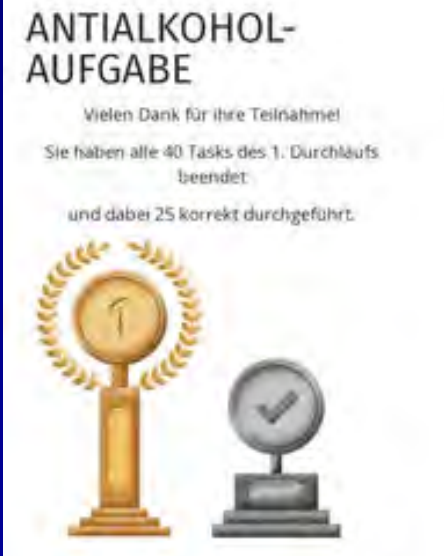 ANTIALKOHOL-
AUFGABE
Vielen Dank für ihre Teilnahme!
Sie haben alle 40 Tasks des 1. Durchlaufs
beendet
und dabei 25 korrekt durchgeführt.